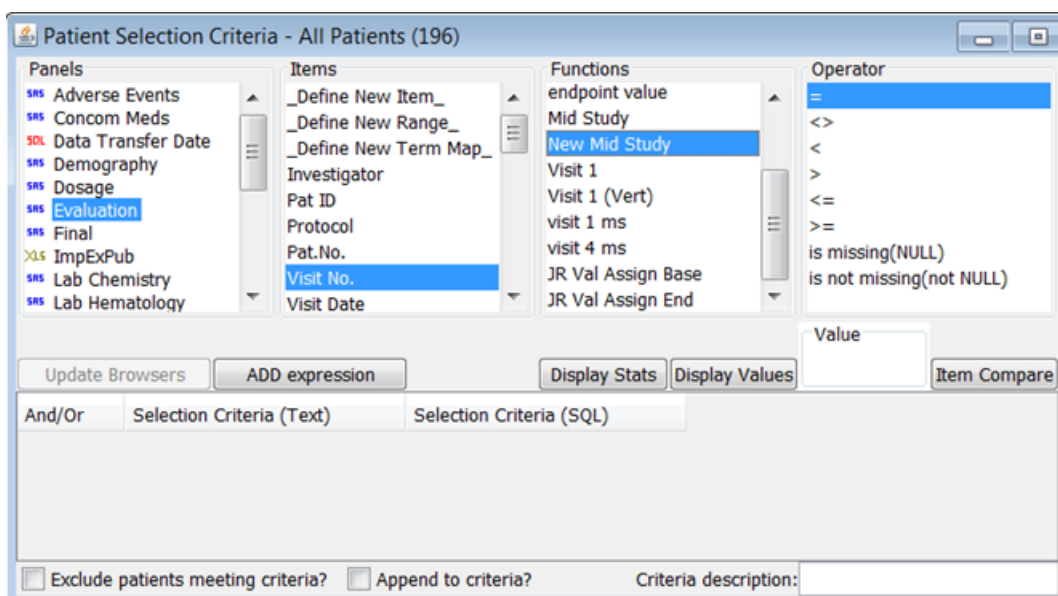 Patient Selection Criteria - All Patients (196)
Panels
SRS Adverse Events
SRS Concom Meds
SDL Data Transfer Date
SRS Demography
SRS Dosage
SRS Evaluation
SRS Final
XLS ImpExPub
SRS Lab Chemistry
SRS Lab Hematology
Items
_Define New Item_
_Define New Range_
_Define New Term Map_
Investigator
Pat ID
Protocol
Pat.No.
Visit No.
Visit Date
Functions
endpoint value
Mid Study
New Mid Study
Visit 1
Visit 1 (Vert)
visit 1 ms
visit 4 ms
JR Val Assign Base
JR Val Assign End
Operator
=
<>
<
>
<=
>=
is missing(NULL)
is not missing(not NULL)
Value
Update Browsers ADD expression Display Stats Display Values Item Compare
And/Or Selection Criteria (Text) Selection Criteria (SQL)
Exclude patients meeting criteria? Append to criteria? Criteria description: